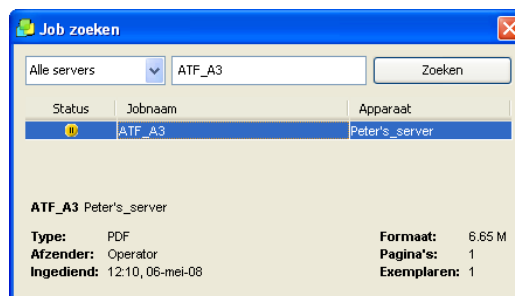 Job zoeken
Alle servers ATF_A3 Zoeken
Status Jobnaam Apparaat
ATF_A3 Peter's_server
ATF_A3 Peter's_server
Type: PDF Formaat: 6.65 M
Afzender: Operator Pagina's: 1
Ingediend: 12:10, 06-mei-08 Exemplaren: 1